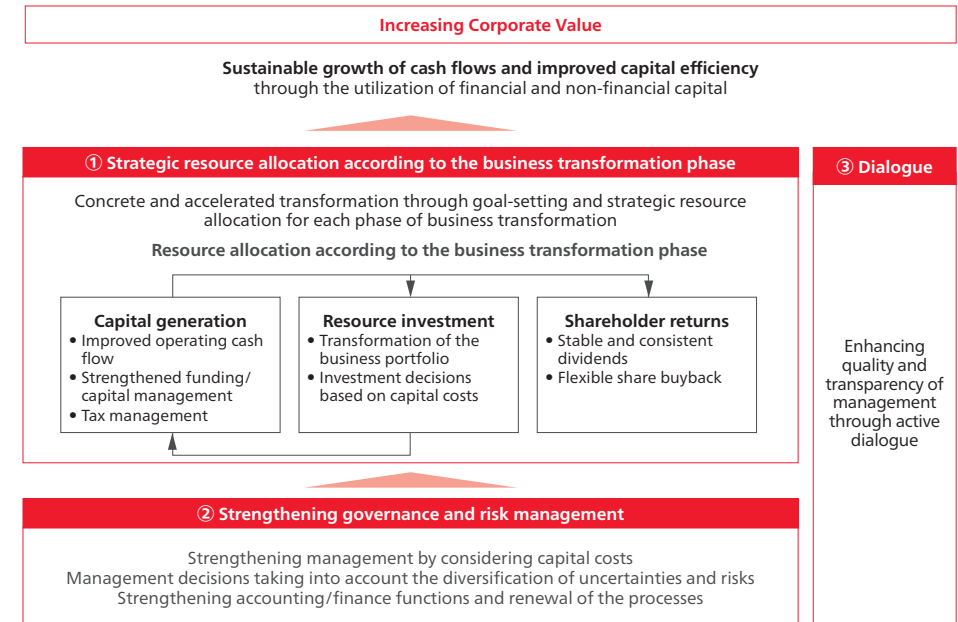 Increasing Corporate Value
Sustainable growth of cash flows and improved capital efficiency
through the utilization of financial and non-financial capital
① Strategic resource allocation according to the business transformation phase
Concrete and accelerated transformation through goal-setting and strategic resource
allocation for each phase of business transformation
Resource allocation according to the business transformation phase
Capital generation
• Improved operating cash
flow
• Strengthened funding/
capital management
• Tax management
Resource investment
• Transformation of the
business portfolio
• Investment decisions
based on capital costs
Shareholder returns
• Stable and consistent
dividends
• Flexible share buyback
② Strengthening governance and risk management
Strengthening management by considering capital costs
Management decisions taking into account the diversification of uncertainties and risks
Strengthening accounting/finance functions and renewal of the processes
③ Dialogue
Enhancing
quality and
transparency of
management
through active
dialogue